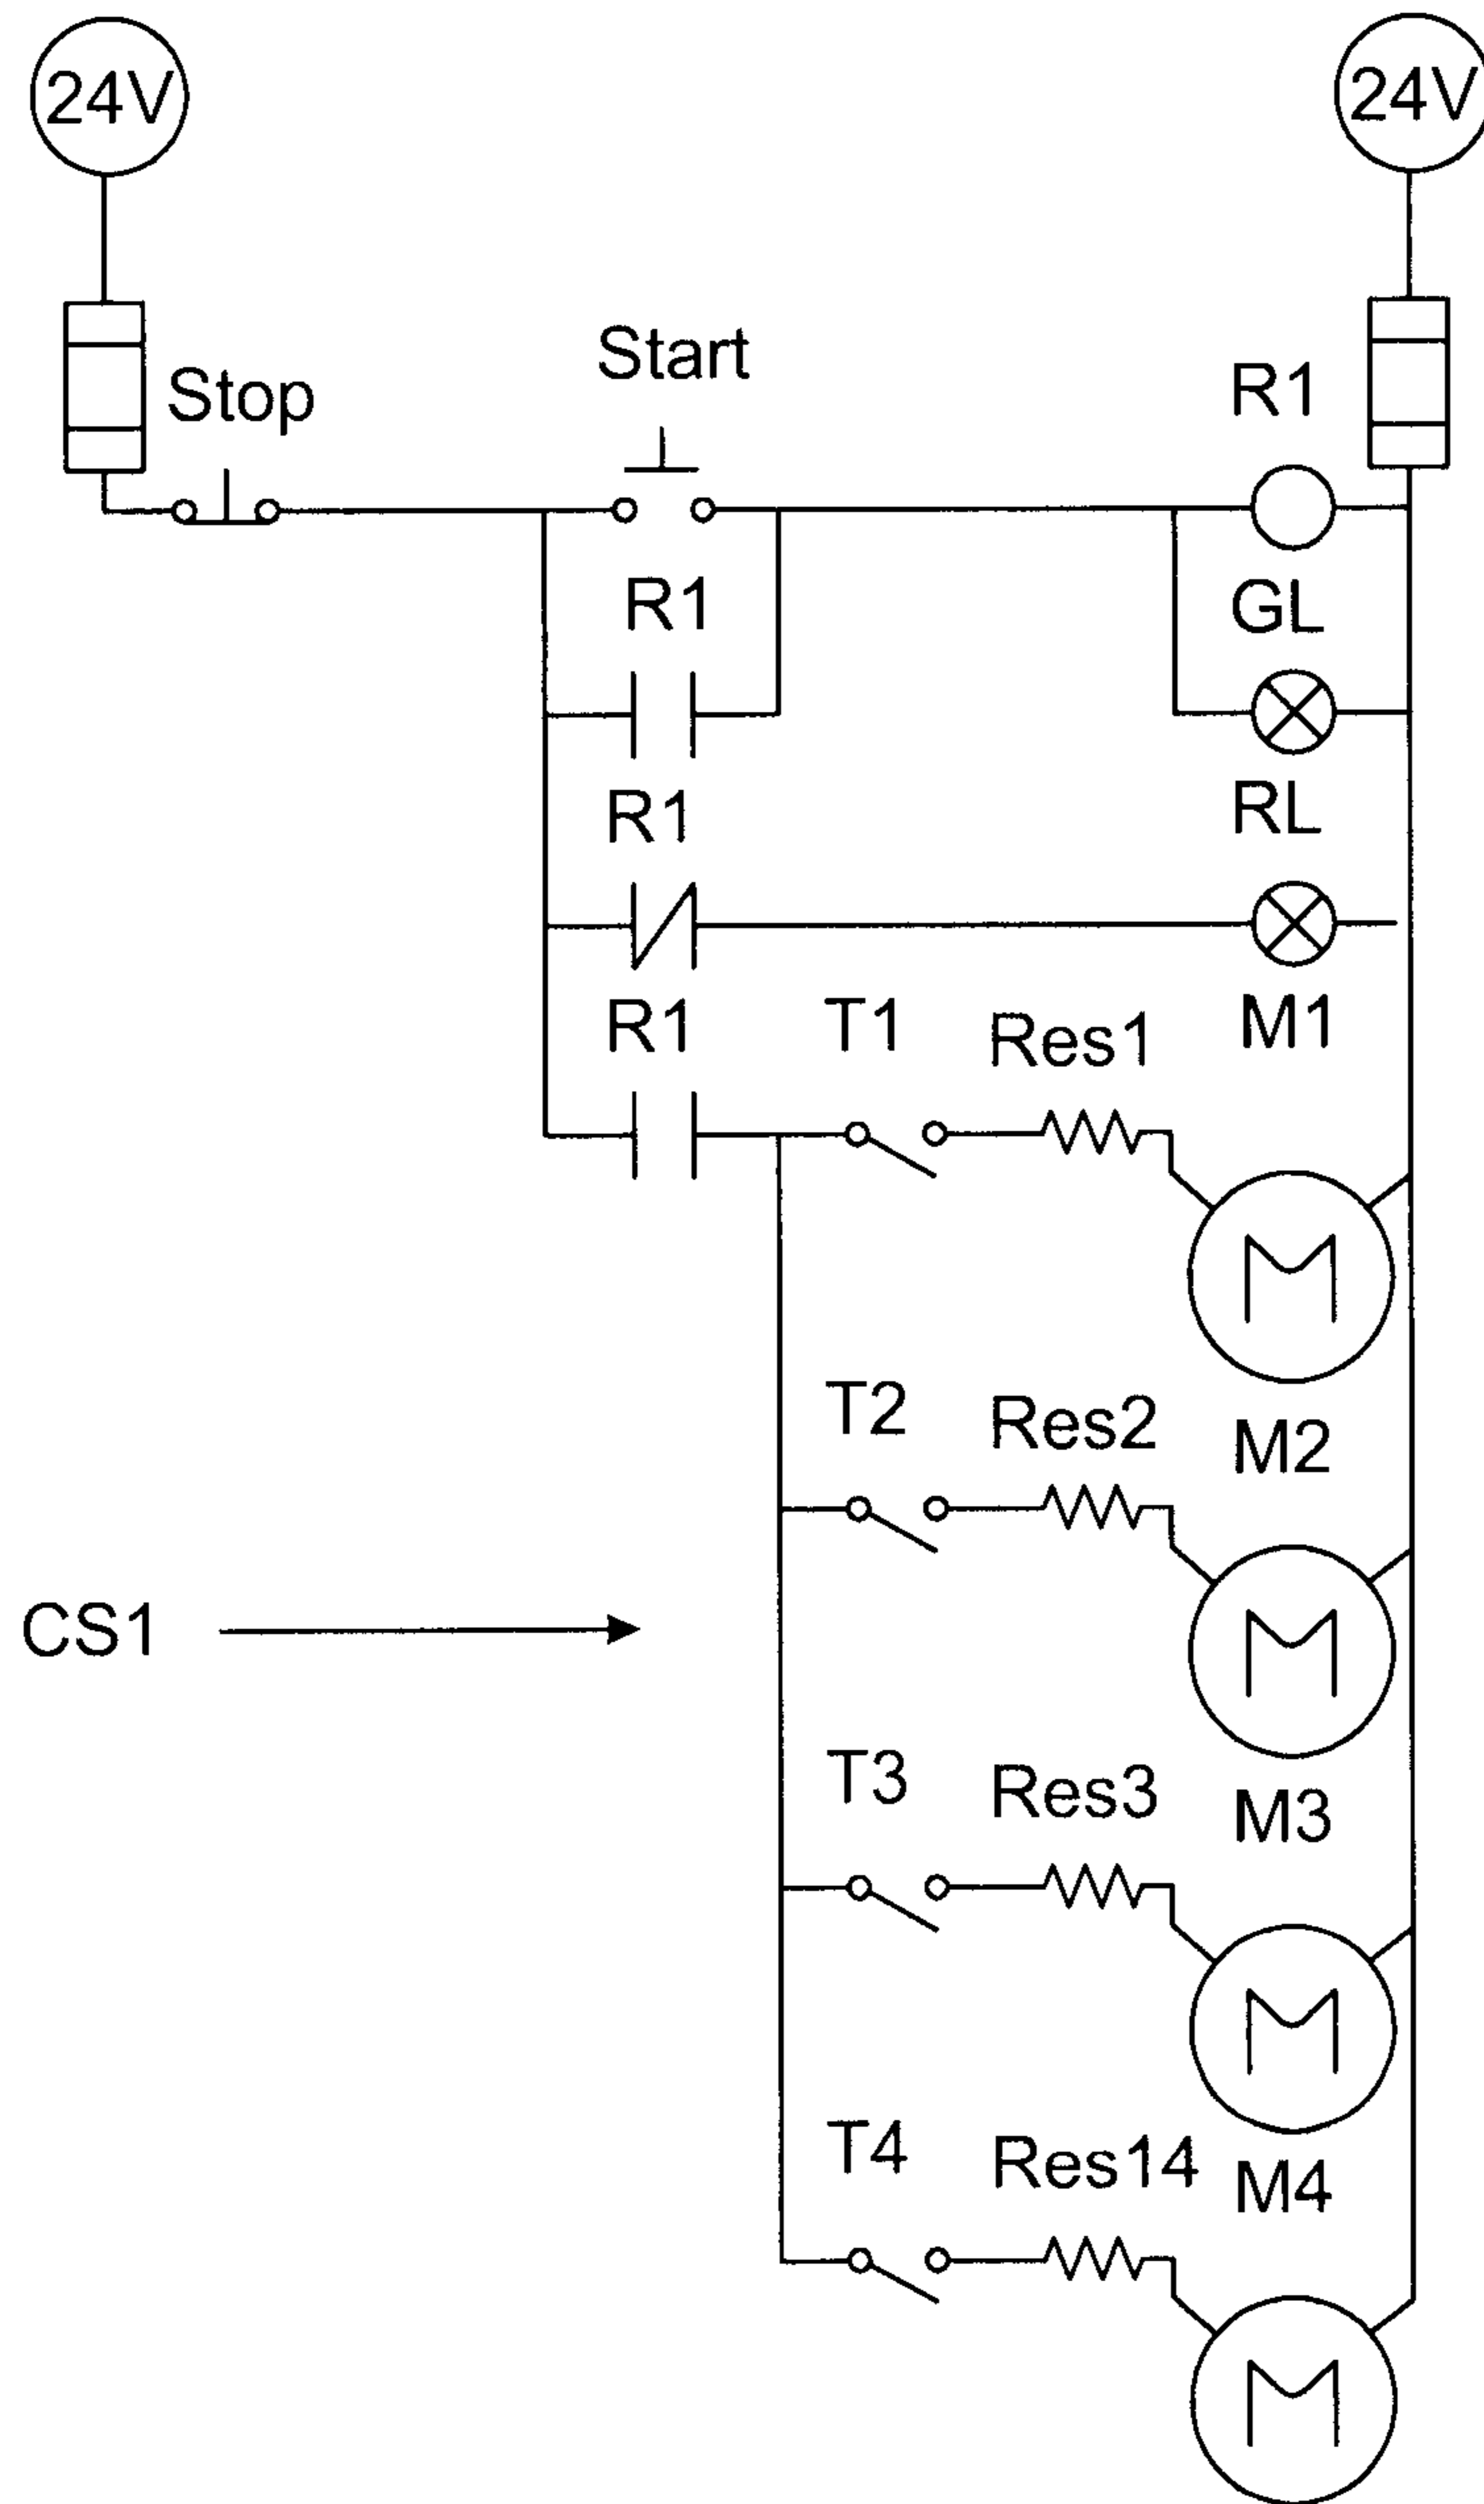 24V
24V
Stop
Start
R1
R1
GL
R1
RL
R1
T1
Res1
M1
M
T2
Res2
M2
M
CS1
T3
Res3
M3
M
T4
Res14
M4
M